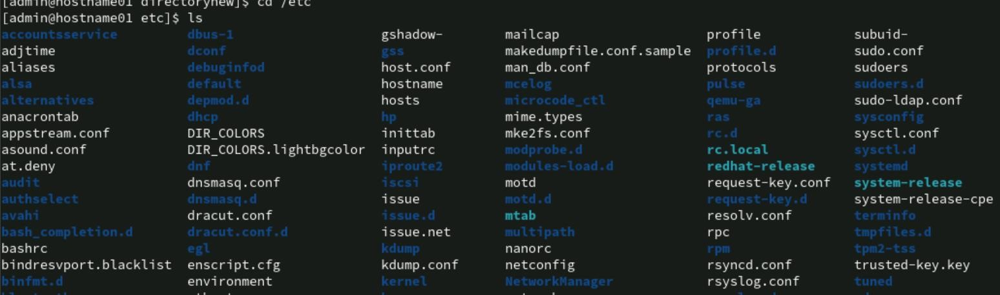 [admin@hostname01 directorynew]$ cd /etc
[admin@hostname01 etc]$ ls
accountsservice dbus-1 gshadow- mailcap profile subuid-
adjtime dconf gss makedumpfile.conf.sample profile.d sudo.conf
aliases debuginfod host.conf man_db.conf protocols sudoers
alsa default hostname mcelog pulse sudoers.d
alternatives depmod.d hosts microcode_ctl qemu-ga sudo-ldap.conf
anacrontab dhcp hp mime.types ras sysconfig
appstream.conf DIR_COLORS inittab mke2fs.conf rc.d sysctl.conf
asound.conf DIR_COLORS.lightbgcolor inputrc modprobe.d rc.local sysctl.d
at.deny dnf iproute2 modules-load.d redhat-release systemd
audit dnsmasq.conf iscsi motd request-key.conf system-release
authselect dnsmasq.d issue motd.d request-key.d system-release-cpe
avahi dracut.conf issue.d mtab resolv.conf terminfo
bash_completion.d dracut.conf.d issue.net multipath rpc tmpfiles.d
bashrc egl kdump nanorc rpm tpm2-tss
bindresvport.blacklist enscript.cfg kdump.conf netconfig rsyncd.conf trusted-key.key
binfmt.d environment kernel NetworkManager rsyslog.conf tuned